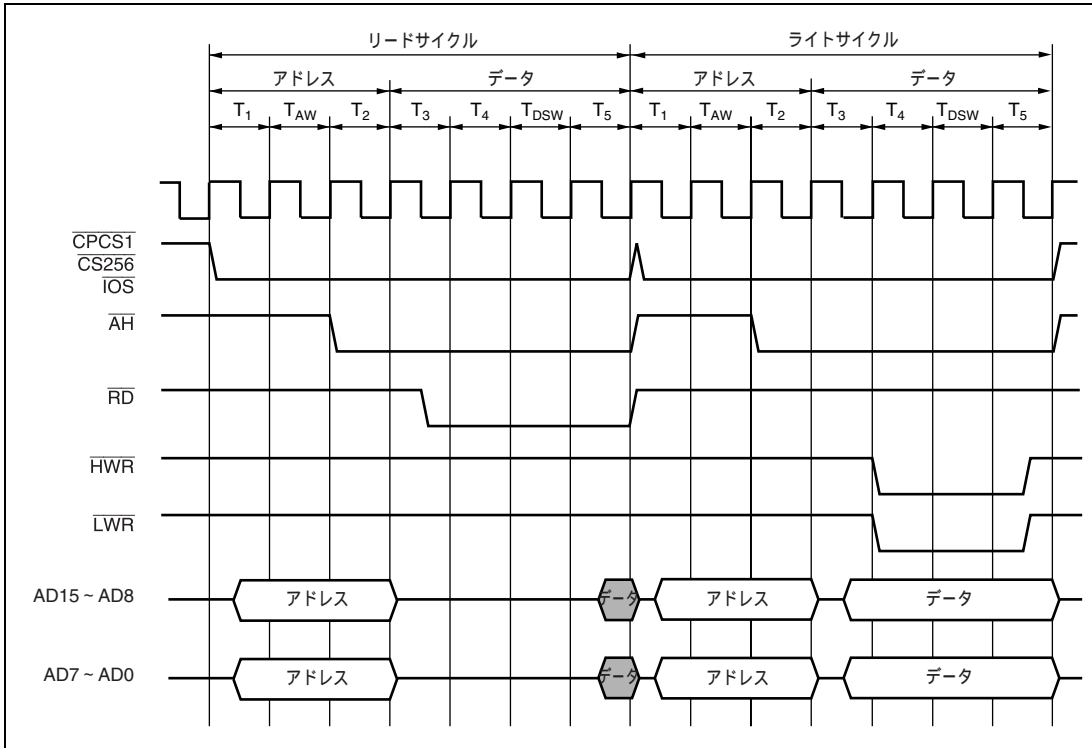 リードサイクル ライトサイクル
アドレス データ アドレス データ
T1 TAW T2 T3 T4 TDSW T5 T1 TAW T2 T3 T4 TDSW T5
CPCS1
CS256
IOS
AH
RD
HWR
LWR
AD15 ~ AD8 アドレス データ アドレス データ
AD7 ~ AD0 アドレス データ アドレス データ